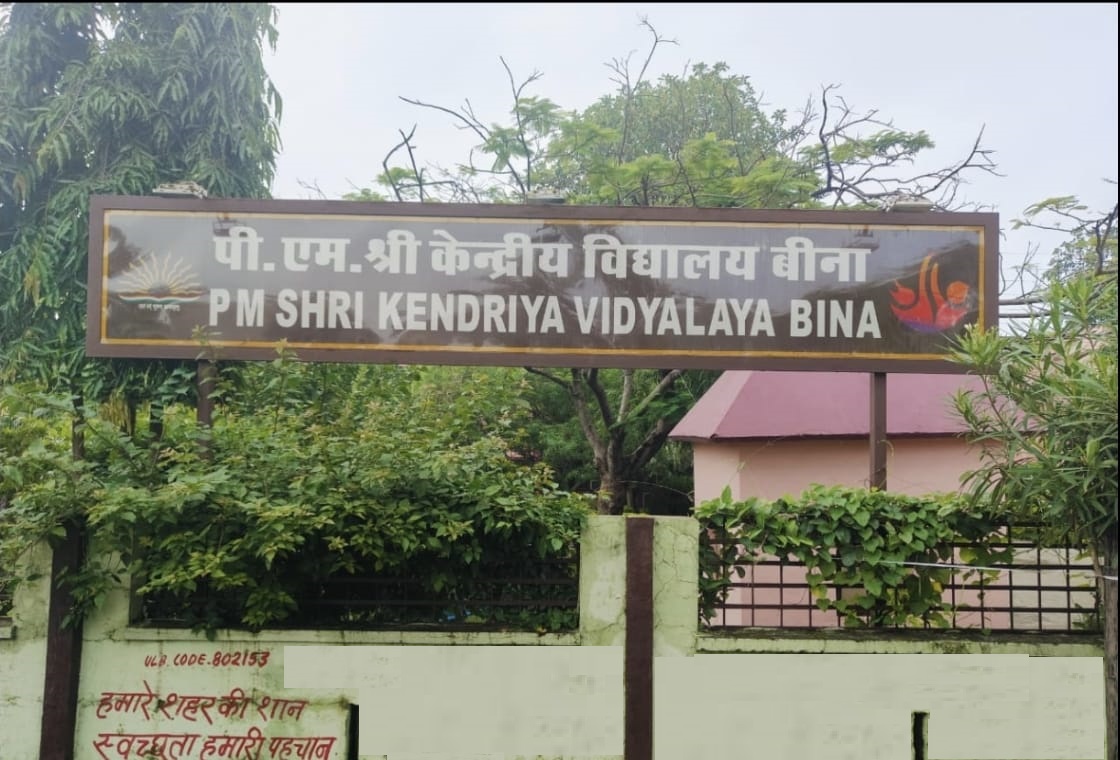 पी.एम.श्री केन्द्रीय विद्यालय बीना
PM SHRI KENDRIYA VIDYALAYA BINA
ULB. CODE.802153
हमारे शहर की शान
स्वच्छता हमारी पहचान